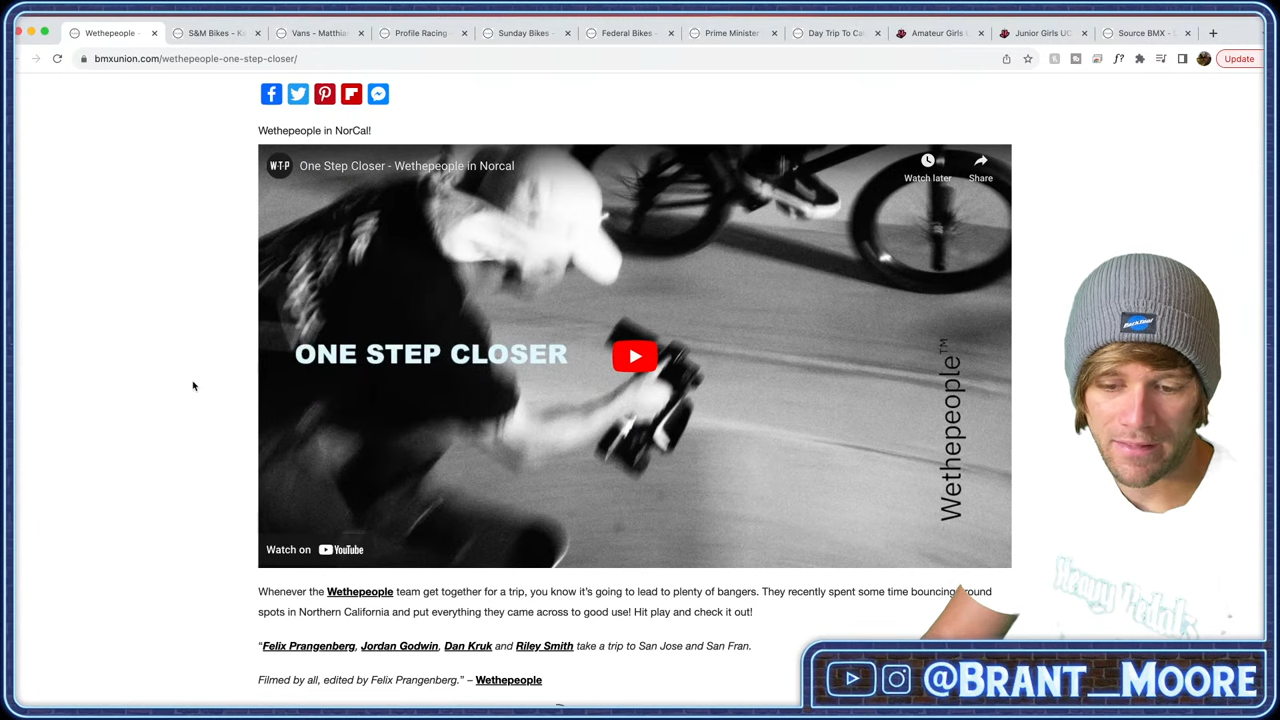 Wethepeople -
S&M Bikes - K
Vans - Matthia
Profile Racing -
Sunday Bikes -
Federal Bikes -
Prime Minister
Day Trip To Ca
Amateur Girls
Junior Girls UC
Source BMX -
bmxunion.com/wethepeople-one-step-closer/
Update
Wethepeople in NorCal!
W-T-P
One Step Closer - Wethepeople in Norcal
Watch later
Share
ONE STEP CLOSER
Wethepeople™
Watch on YouTube
Whenever the Wethepeople team get together for a trip, you know it's going to lead to plenty of bangers. They recently spent some time bouncing around
spots in Northern California and put everything they came across to good use! Hit play and check it out!
"Felix Prangenberg, Jordan Godwin, Dan Kruk and Riley Smith take a trip to San Jose and San Fran.
Filmed by all, edited by Felix Prangenberg." – Wethepeople
Heavy Pedals
@BRANT_MOORE